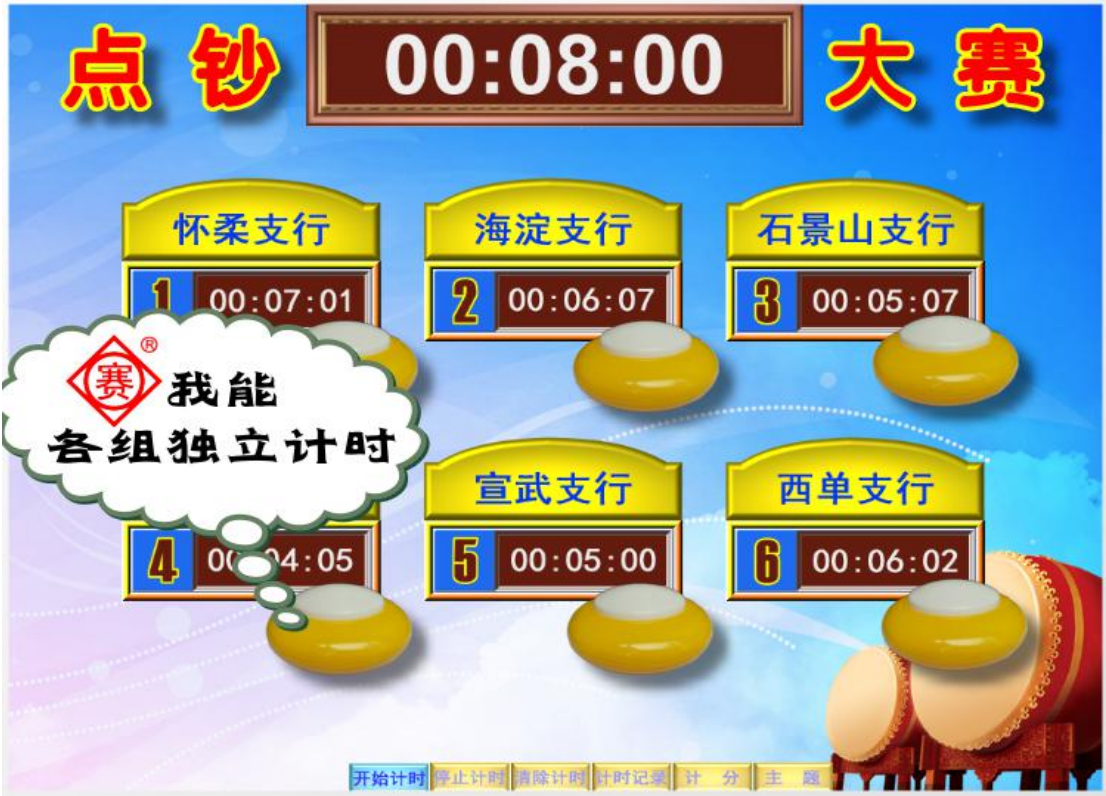 点钞 00:08:00 大赛
怀柔支行 海淀支行 石景山支行
1 00:07:01 2 00:06:07 3 00:05:07
赛® 我能
各组独立计时
宣武支行 西单支行
4 04:05 5 00:05:00 6 00:06:02
开始计时 停止计时 清除计时 计时记录 计分 主题